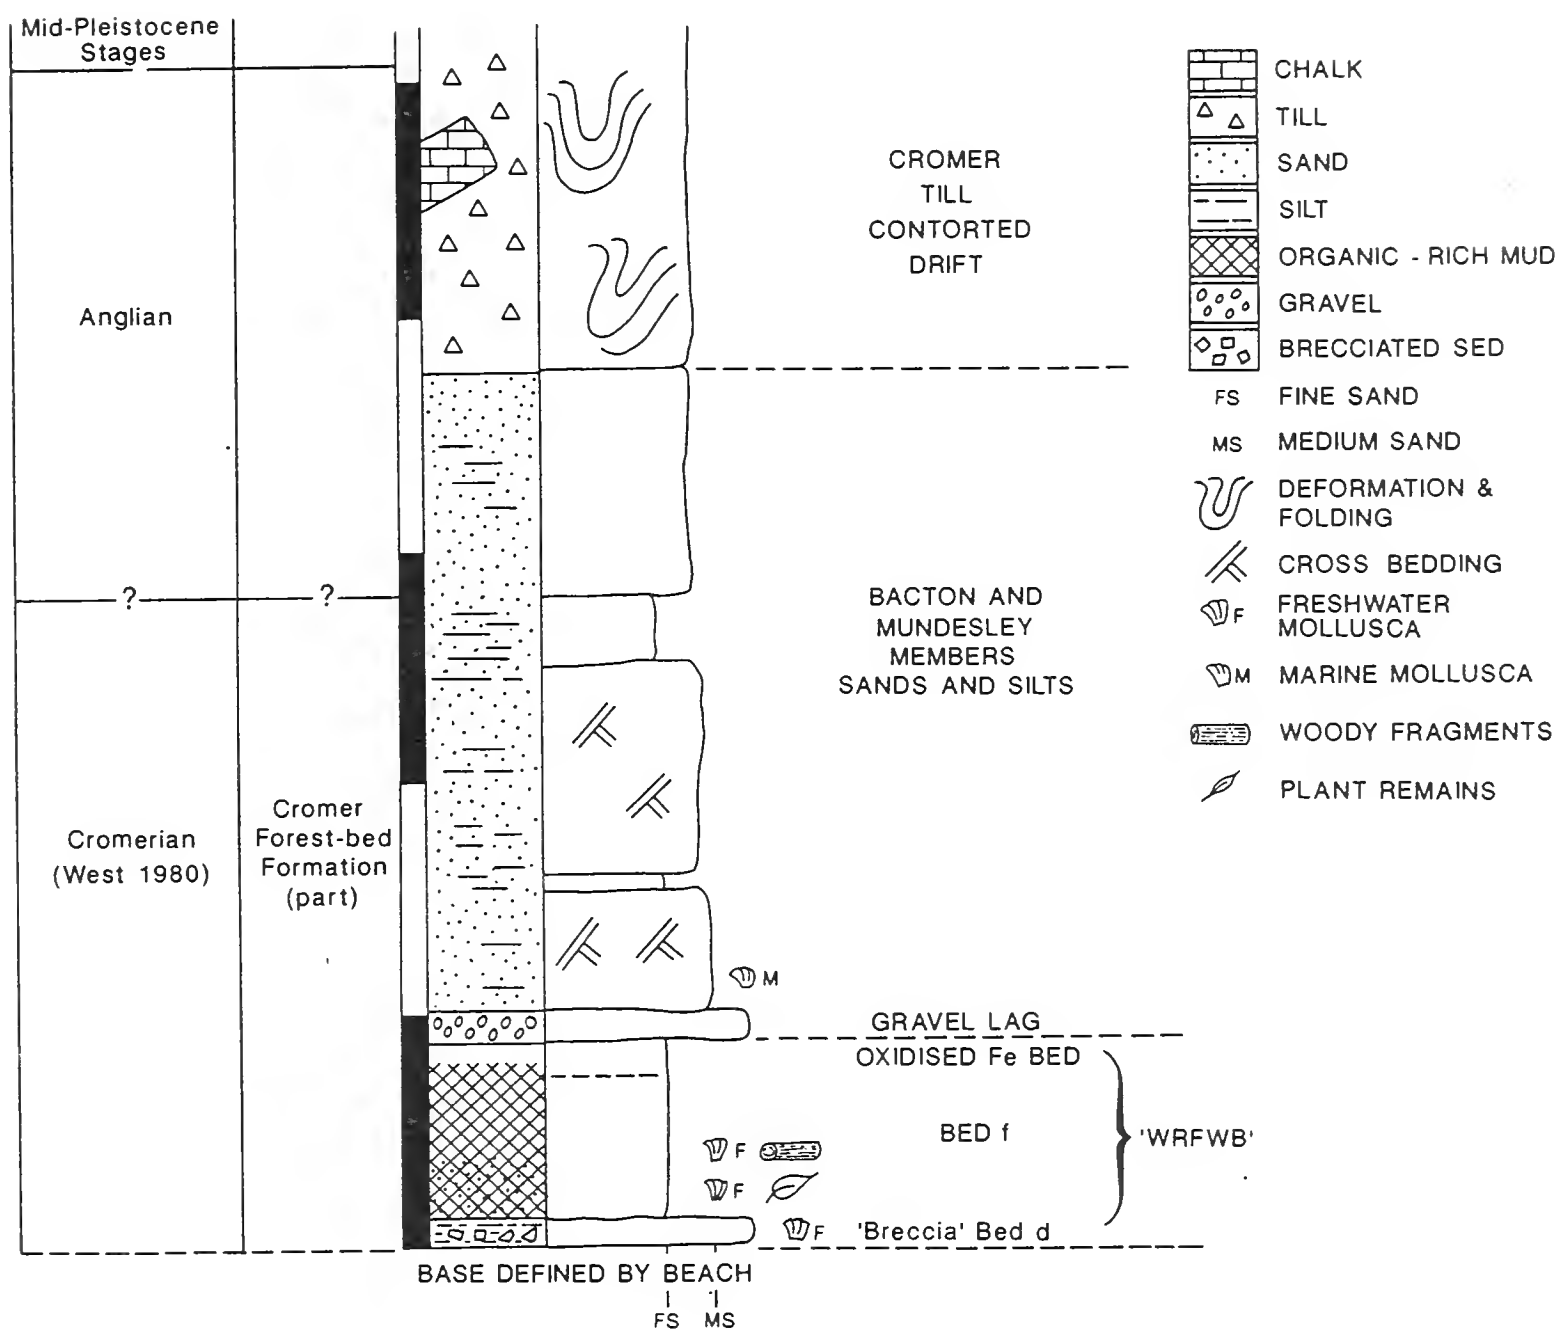 Mid-Pleistocene
Stages
Anglian
?
?
Cromerian
(West 1980)
Cromer
Forest-bed
Formation
(part)
CROMER
TILL
CONTORTED
DRIFT
BACTON AND
MUNDESLEY
MEMBERS
SANDS AND SILTS
M
GRAVEL LAG
OXIDISED Fe BED
BED f
'WRFWB'
F
F
F
'Breccia' Bed d
BASE DEFINED BY BEACH
FS MS
CHALK
TILL
SAND
SILT
ORGANIC - RICH MUD
GRAVEL
BRECCIATED SED
FS FINE SAND
MS MEDIUM SAND
DEFORMATION &
FOLDING
CROSS BEDDING
F FRESHWATER
MOLLUSCA
M MARINE MOLLUSCA
WOODY FRAGMENTS
PLANT REMAINS